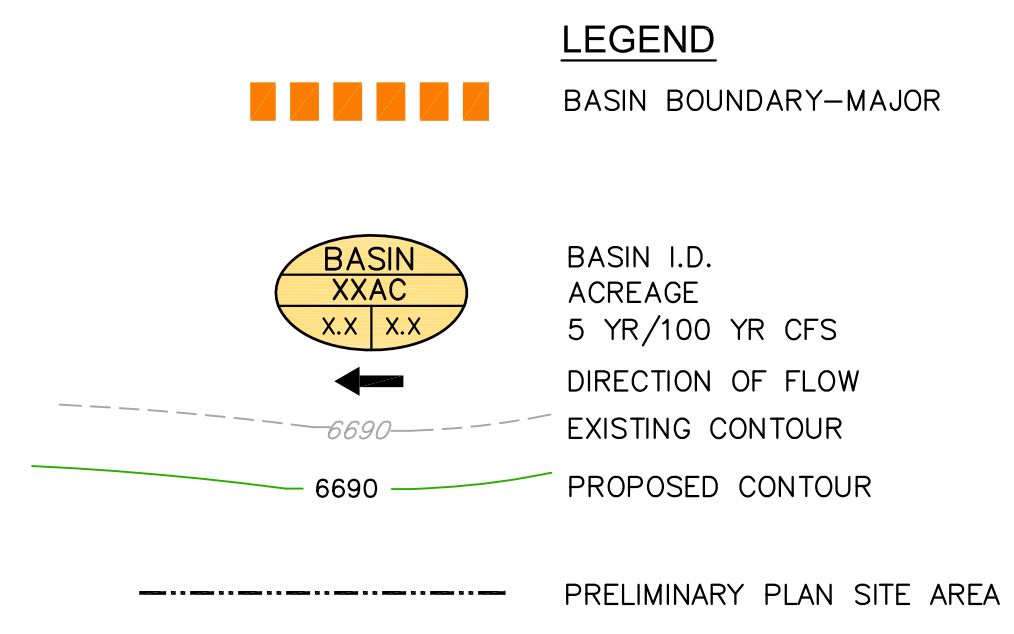 LEGEND
BASIN BOUNDARY–MAJOR
BASIN
XXAC
X.X X.X
BASIN I.D.
ACREAGE
5 YR/100 YR CFS
DIRECTION OF FLOW
6690 EXISTING CONTOUR
6690 PROPOSED CONTOUR
PRELIMINARY PLAN SITE AREA